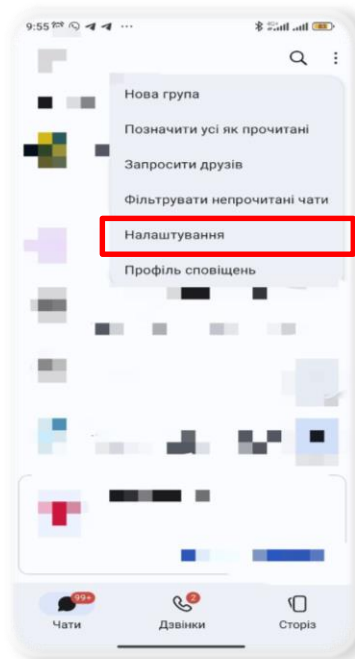 9:55
Нова група
Позначити усі як прочитані
Запросити друзів
Фільтрувати непрочитані чати
Налаштування
Профіль сповіщень
99+
2
Чати
Дзвінки
Сторіз